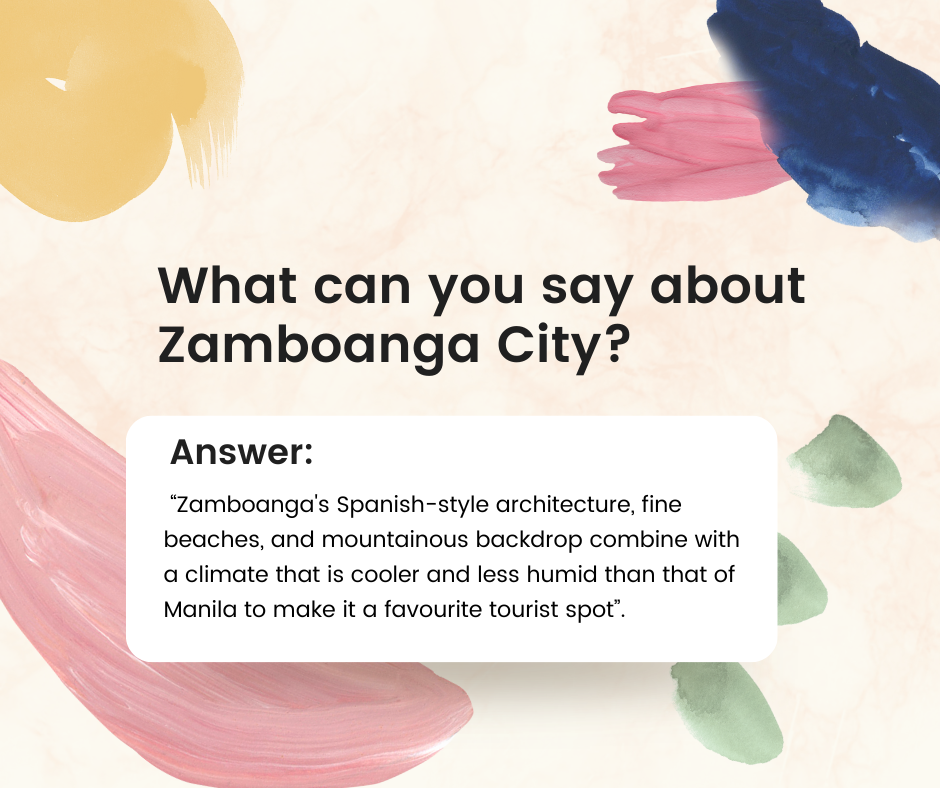 What can you say about
Zamboanga City?
Answer:
“Zamboanga's Spanish-style architecture, fine
beaches, and mountainous backdrop combine with
a climate that is cooler and less humid than that of
Manila to make it a favourite tourist spot”.